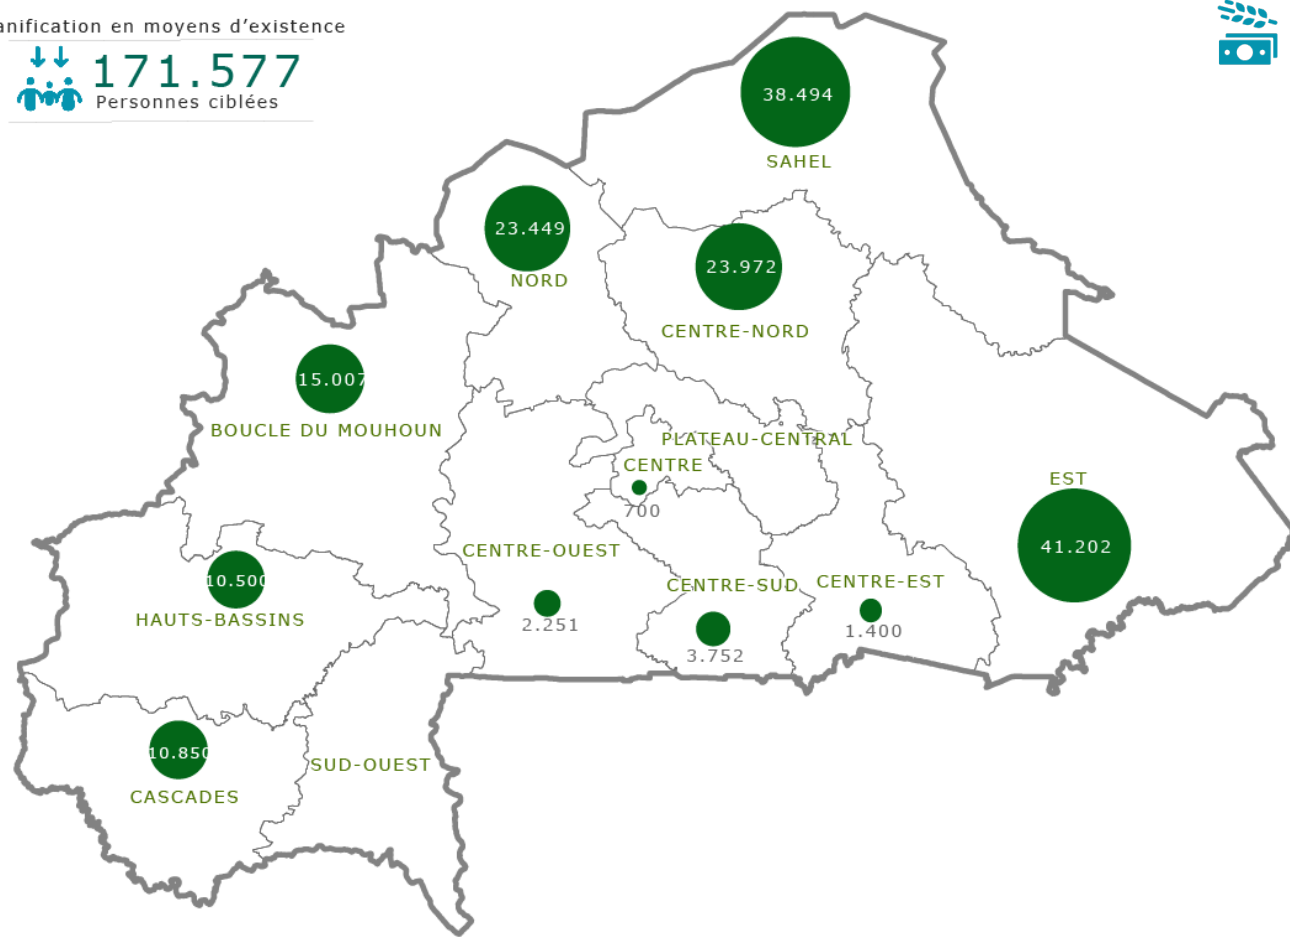 anification en moyens d’existence
171.577
Personnes ciblées
38.494
SAHEL
23.449
NORD
23.972
CENTRE-NORD
15.007
BOUCLE DU MOUHOUN
PLATEAU-CENTRAL
CENTRE
700
EST
41.202
CENTRE-OUEST
2.251
CENTRE-SUD
3.752
CENTRE-EST
1.400
10.500
HAUTS-BASSINS
10.850
CASCADES
SUD-OUEST